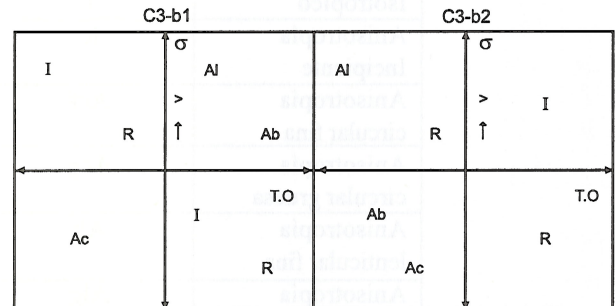 C3-b1 C3-b2
σ σ
I Al Al
> > I
R ↑ Ab R ↑
T.O T.O
I Ab
Ac R
R Ac